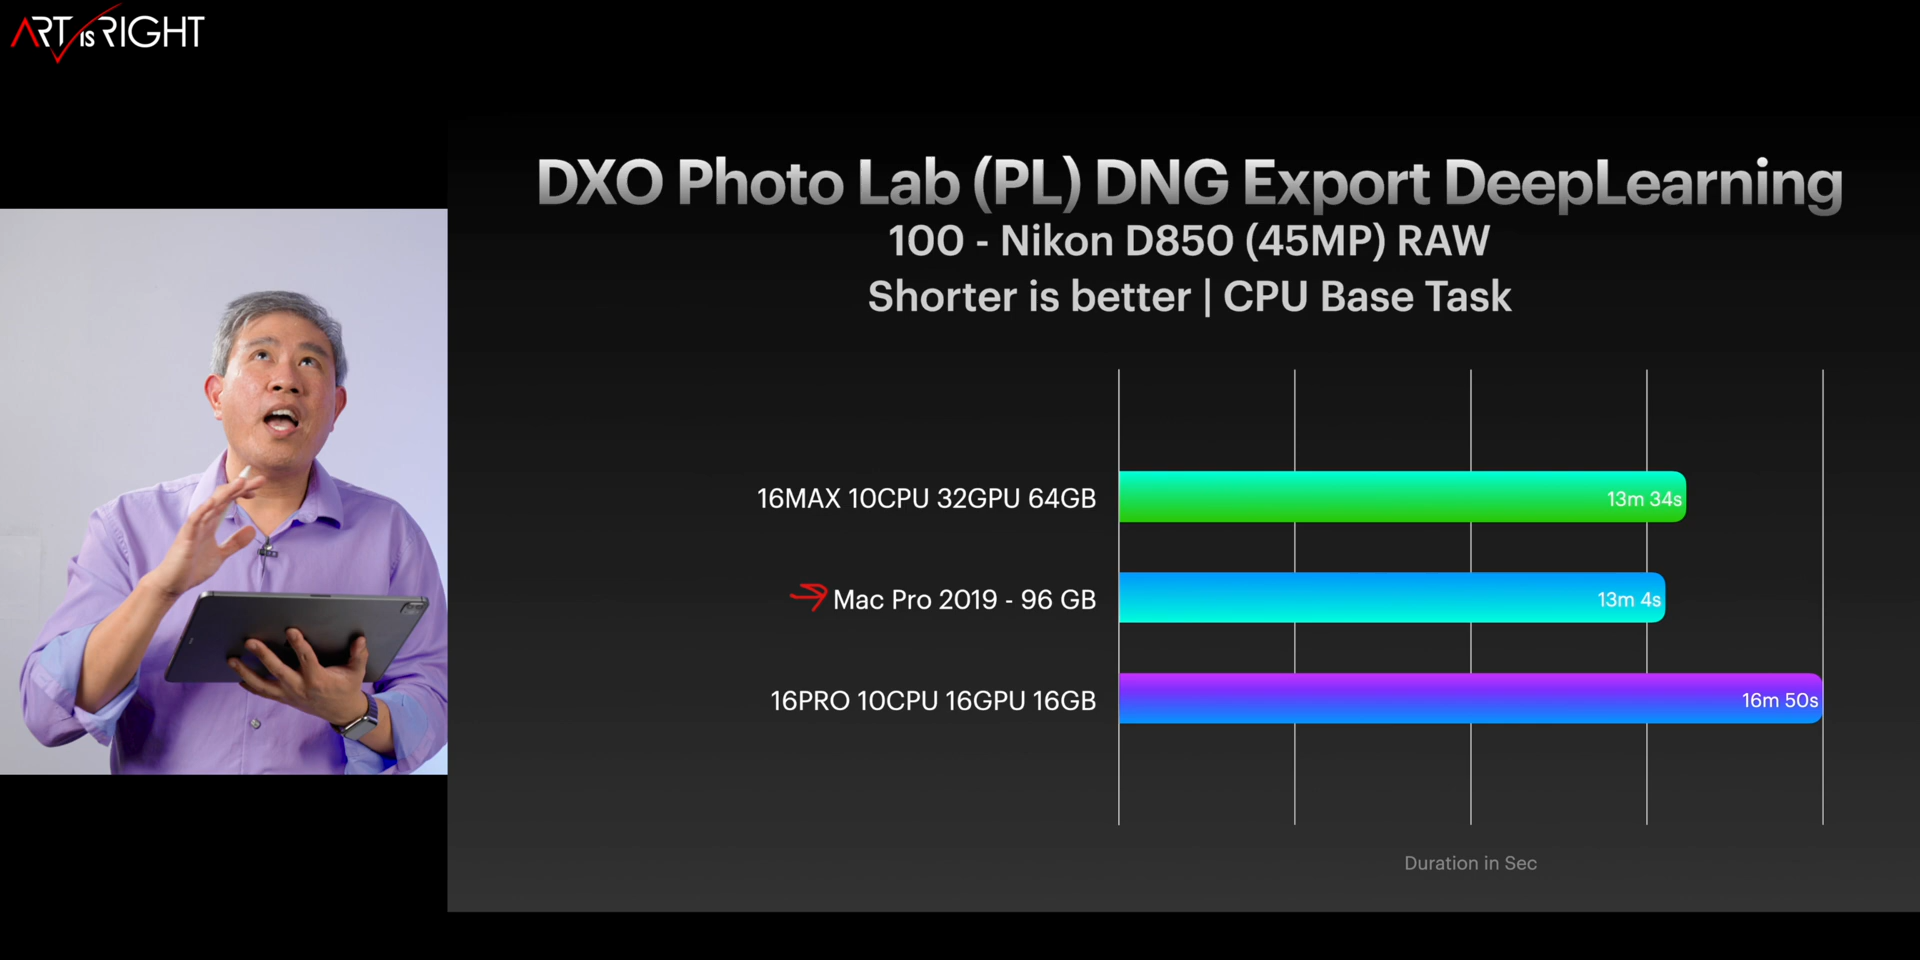 ART is RIGHT
DXO Photo Lab (PL) DNG Export DeepLearning
100 - Nikon D850 (45MP) RAW
Shorter is better | CPU Base Task
16MAX 10CPU 32GPU 64GB
13m 34s
Mac Pro 2019 - 96 GB
13m 4s
16PRO 10CPU 16GPU 16GB
16m 50s
Duration in Sec